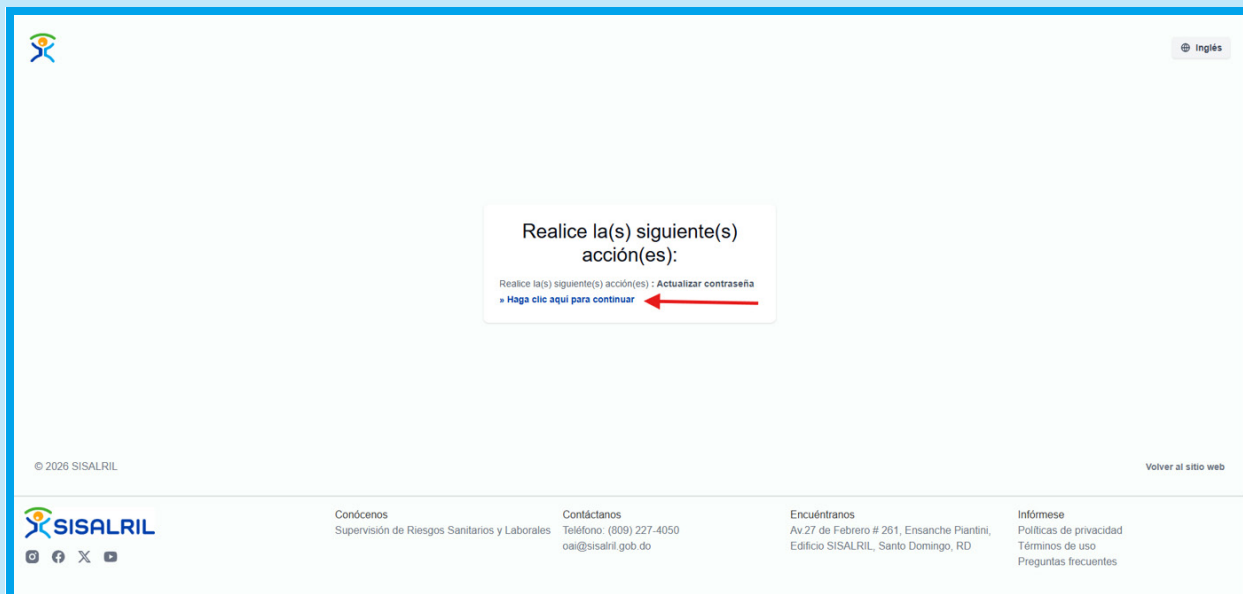 Inglés
Realice la(s) siguiente(s)
acción(es):
Realice la(s) siguiente(s) acción(es) : Actualizar contraseña
» Haga clic aquí para continuar
© 2026 SISALRIL
Volver al sitio web
SISALRIL
Conócenos
Supervisión de Riesgos Sanitarios y Laborales
Contáctanos
Teléfono: (809) 227-4050
oai@sisalril.gob.do
Encuéntranos
Av.27 de Febrero # 261, Ensanche Piantini,
Edificio SISALRIL, Santo Domingo, RD
Infórmese
Políticas de privacidad
Términos de uso
Preguntas frecuentes